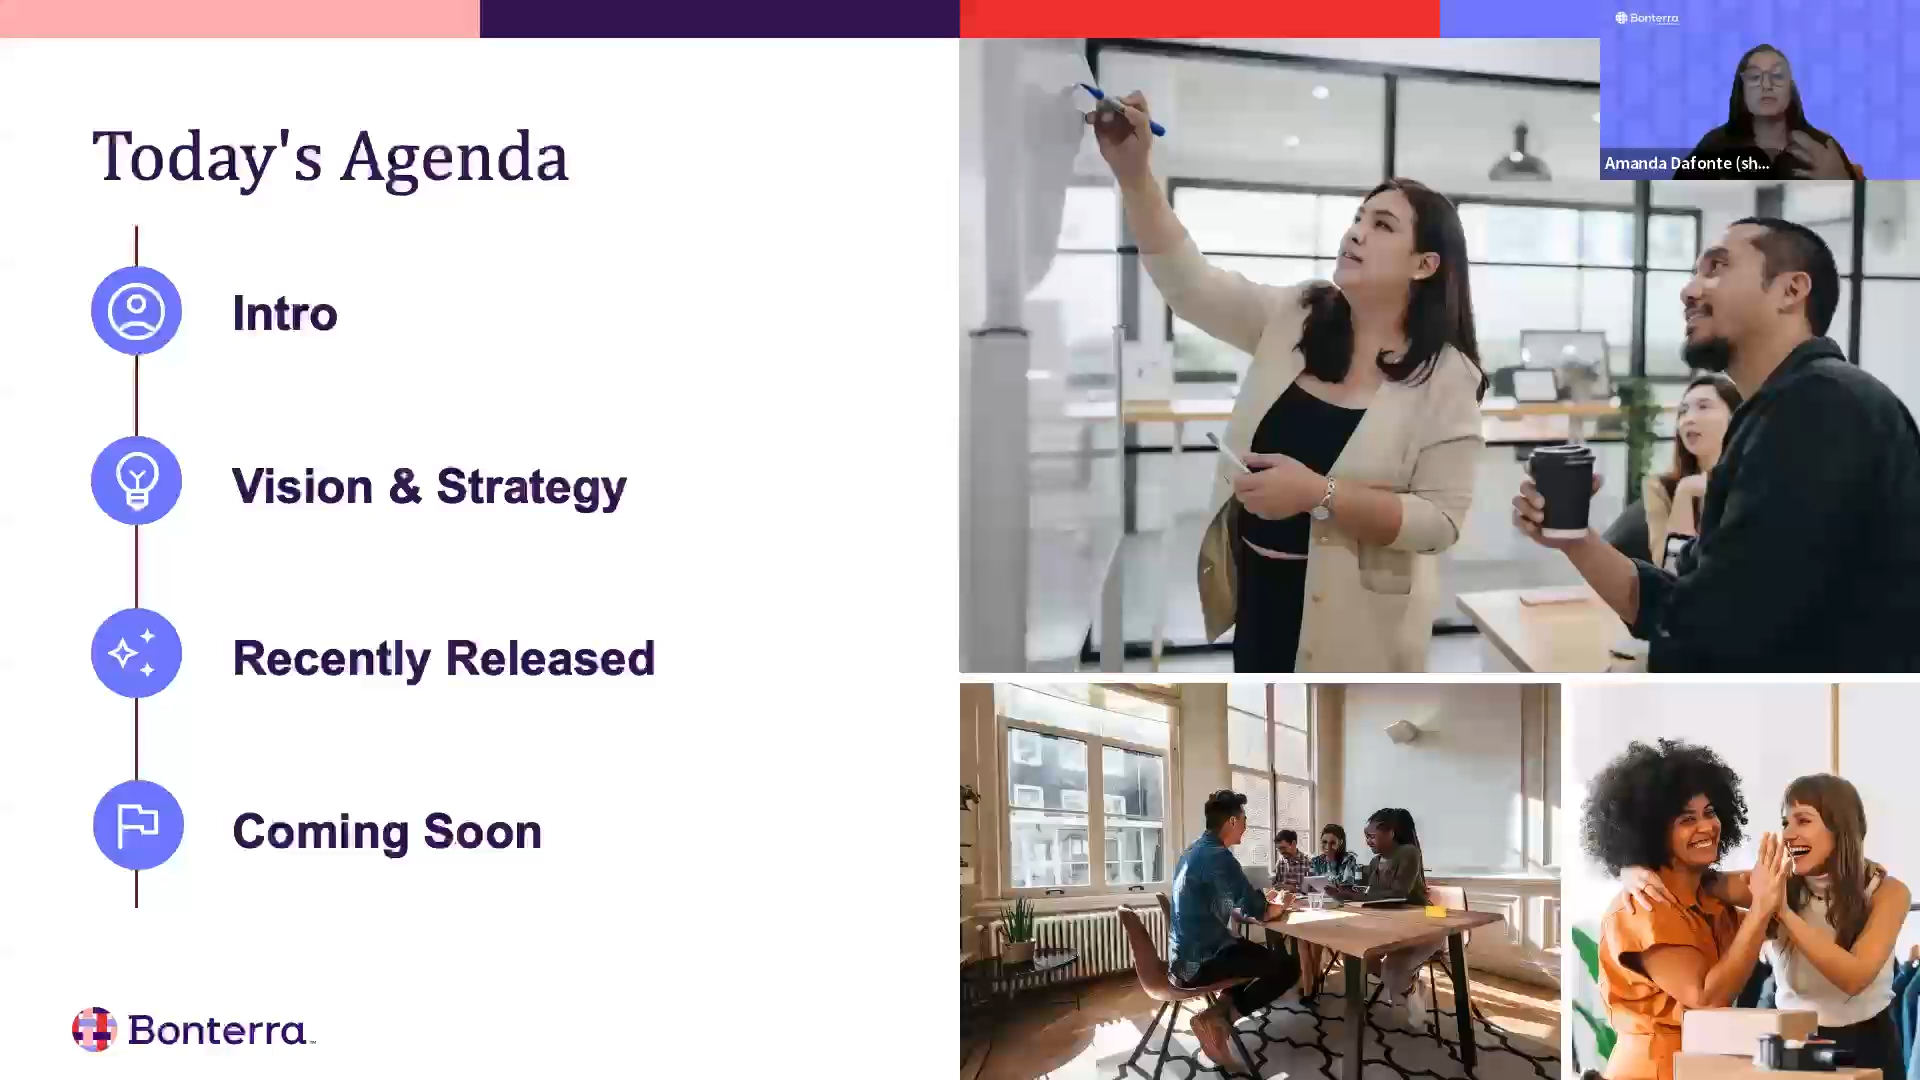 Bonterra
Amanda Dafonte (sh...
Today's Agenda
Intro
Vision & Strategy
Recently Released
Coming Soon
Bonterra